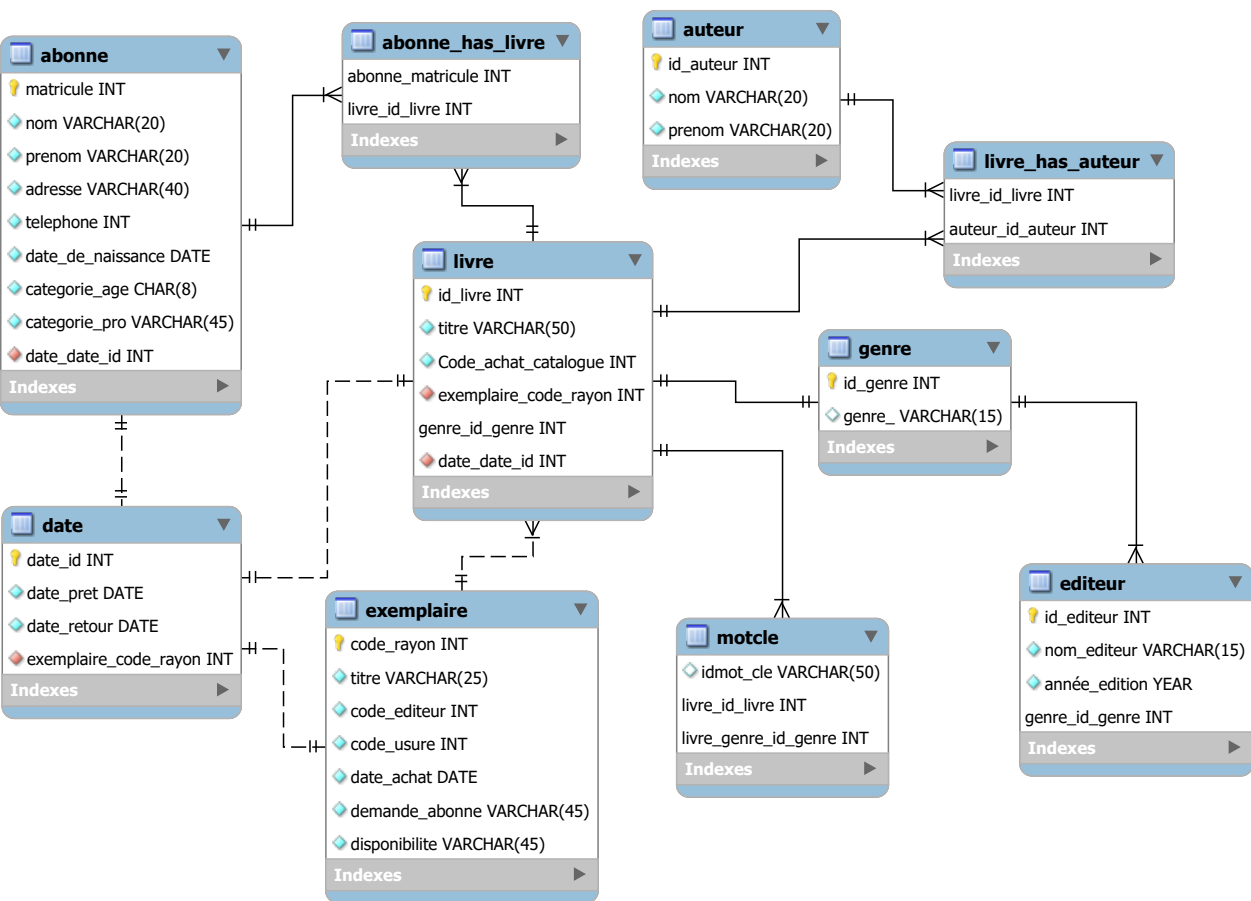 abonne
matricule INT
nom VARCHAR(20)
prenom VARCHAR(20)
adresse VARCHAR(40)
telephone INT
date_de_naissance DATE
categorie_age CHAR(8)
categorie_pro VARCHAR(45)
date_date_id INT
Indexes
abonne_has_livre
abonne_matricule INT
livre_id_livre INT
Indexes
auteur
id_auteur INT
nom VARCHAR(20)
prenom VARCHAR(20)
Indexes
livre_has_auteur
livre_id_livre INT
auteur_id_auteur INT
Indexes
livre
id_livre INT
titre VARCHAR(50)
Code_achat_catalogue INT
exemplaire_code_rayon INT
genre_id_genre INT
date_date_id INT
Indexes
genre
id_genre INT
genre_ VARCHAR(15)
Indexes
date
date_id INT
date_pret DATE
date_retour DATE
exemplaire_code_rayon INT
Indexes
exemplaire
code_rayon INT
titre VARCHAR(25)
code_editeur INT
code_usure INT
date_achat DATE
demande_abonne VARCHAR(45)
disponibilite VARCHAR(45)
Indexes
motcle
idmot_cle VARCHAR(50)
livre_id_livre INT
livre_genre_id_genre INT
Indexes
editeur
id_editeur INT
nom_editeur VARCHAR(15)
année_edition YEAR
genre_id_genre INT
Indexes